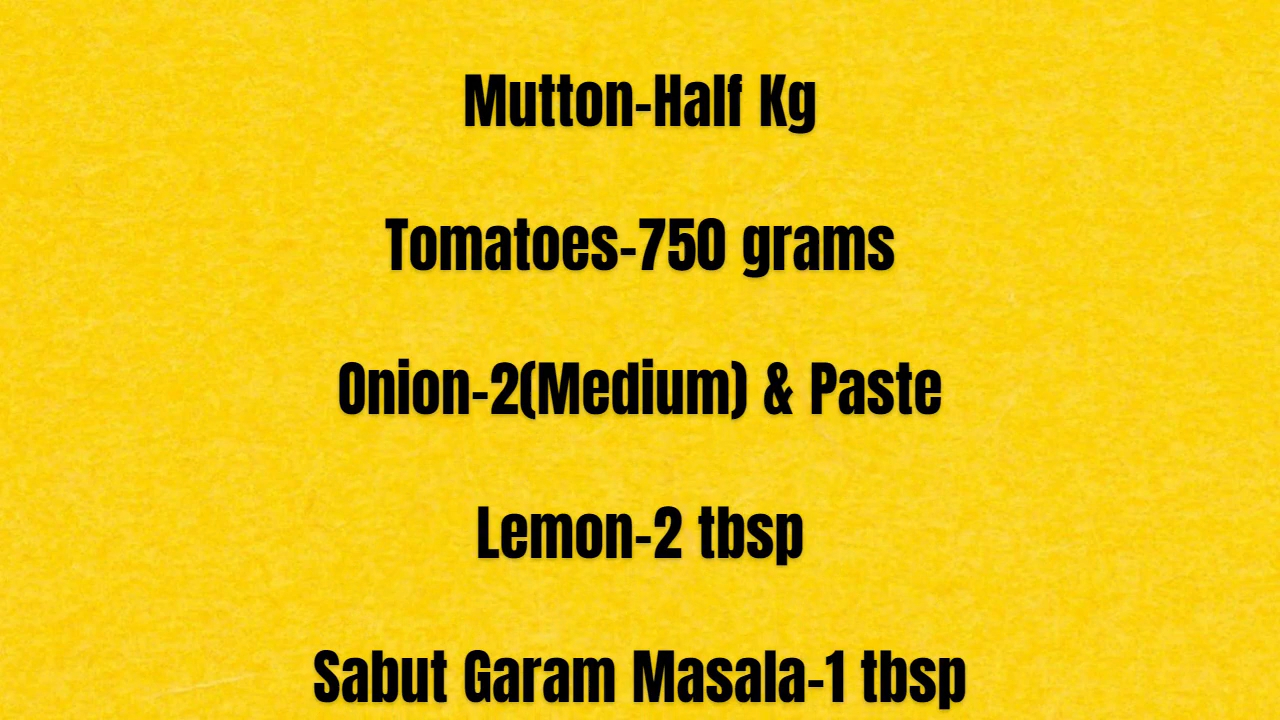 Mutton-Half Kg
Tomatoes-750 grams
Onion-2(Medium) & Paste
Lemon-2 tbsp
Sabut Garam Masala-1 tbsp